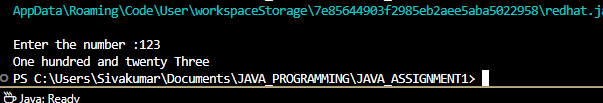 AppData\Roaming\Code\User\workspaceStorage\7e85644903f2985eb2aee5aba5022958\redhat.ja
Enter the number :123
One hundred and twenty Three
PS C:\Users\Sivakumar\Documents\JAVA_PROGRAMMING\JAVA_ASSIGNMENT1>
Java: Ready